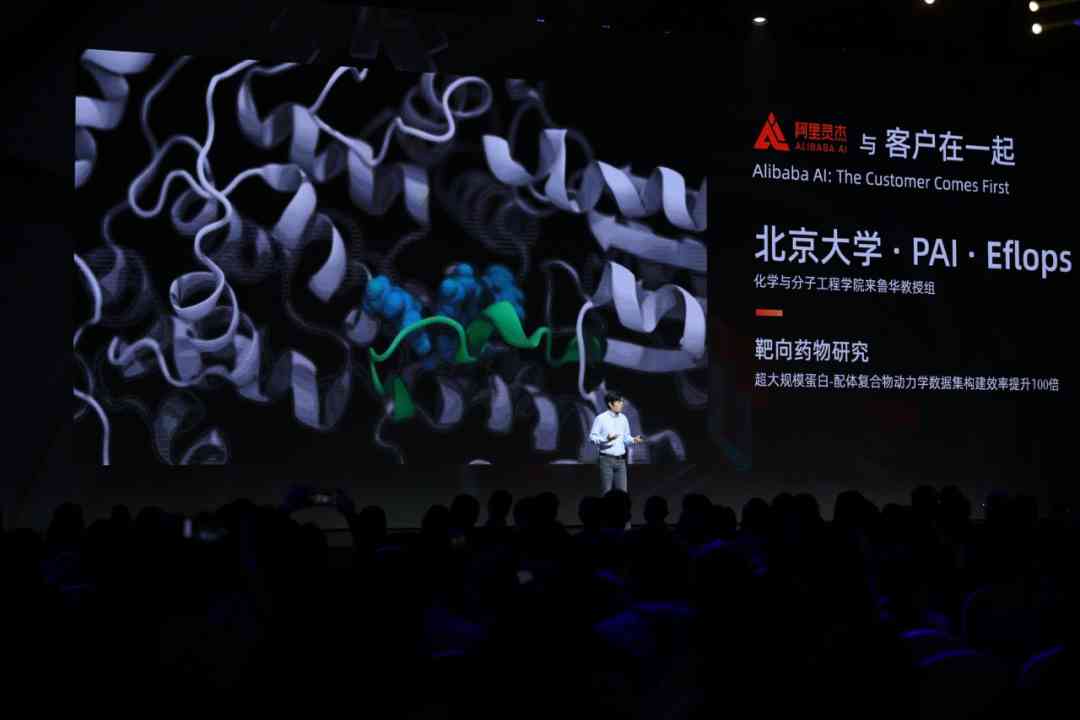 阿里灵杰
ALIBABA AI
与 客户在一起
Alibaba AI: The Customer Comes First
北京大学 · PAI · Eflops
化学与分子工程学院来鲁华教授组
靶向药物研究
超大规模蛋白-配体复合物动力学数据集构建效率提升100倍